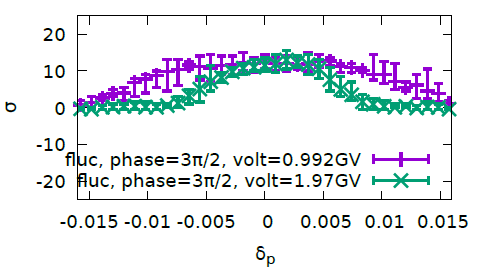 20
10
0
-10
-20
σ
fluc, phase=3π/2, volt=0.992GV
fluc, phase=3π/2, volt=1.97GV
-0.015 -0.01 -0.005 0 0.005 0.01 0.015
δp